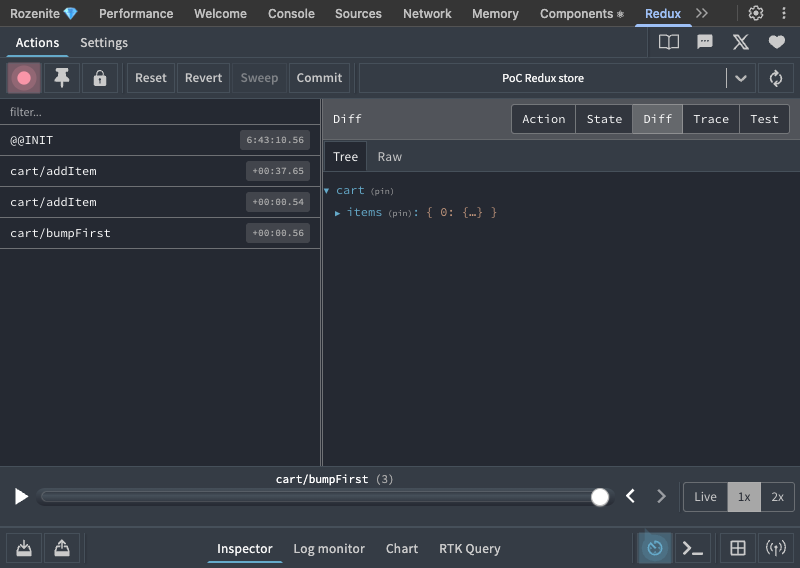 Rozenite 💎 Performance Welcome Console Sources Network Memory Components ⚛ Redux
Actions Settings
Reset Revert Sweep Commit PoC Redux store
filter...
@@INIT 6:43:10.56
cart/addItem +00:37.65
cart/addItem +00:00.54
cart/bumpFirst +00:00.56
Diff Action State Diff Trace Test
Tree Raw
▼ cart (pin)
▶ items (pin): { 0: {…} }
cart/bumpFirst (3)
Live 1x 2x
Inspector Log monitor Chart RTK Query